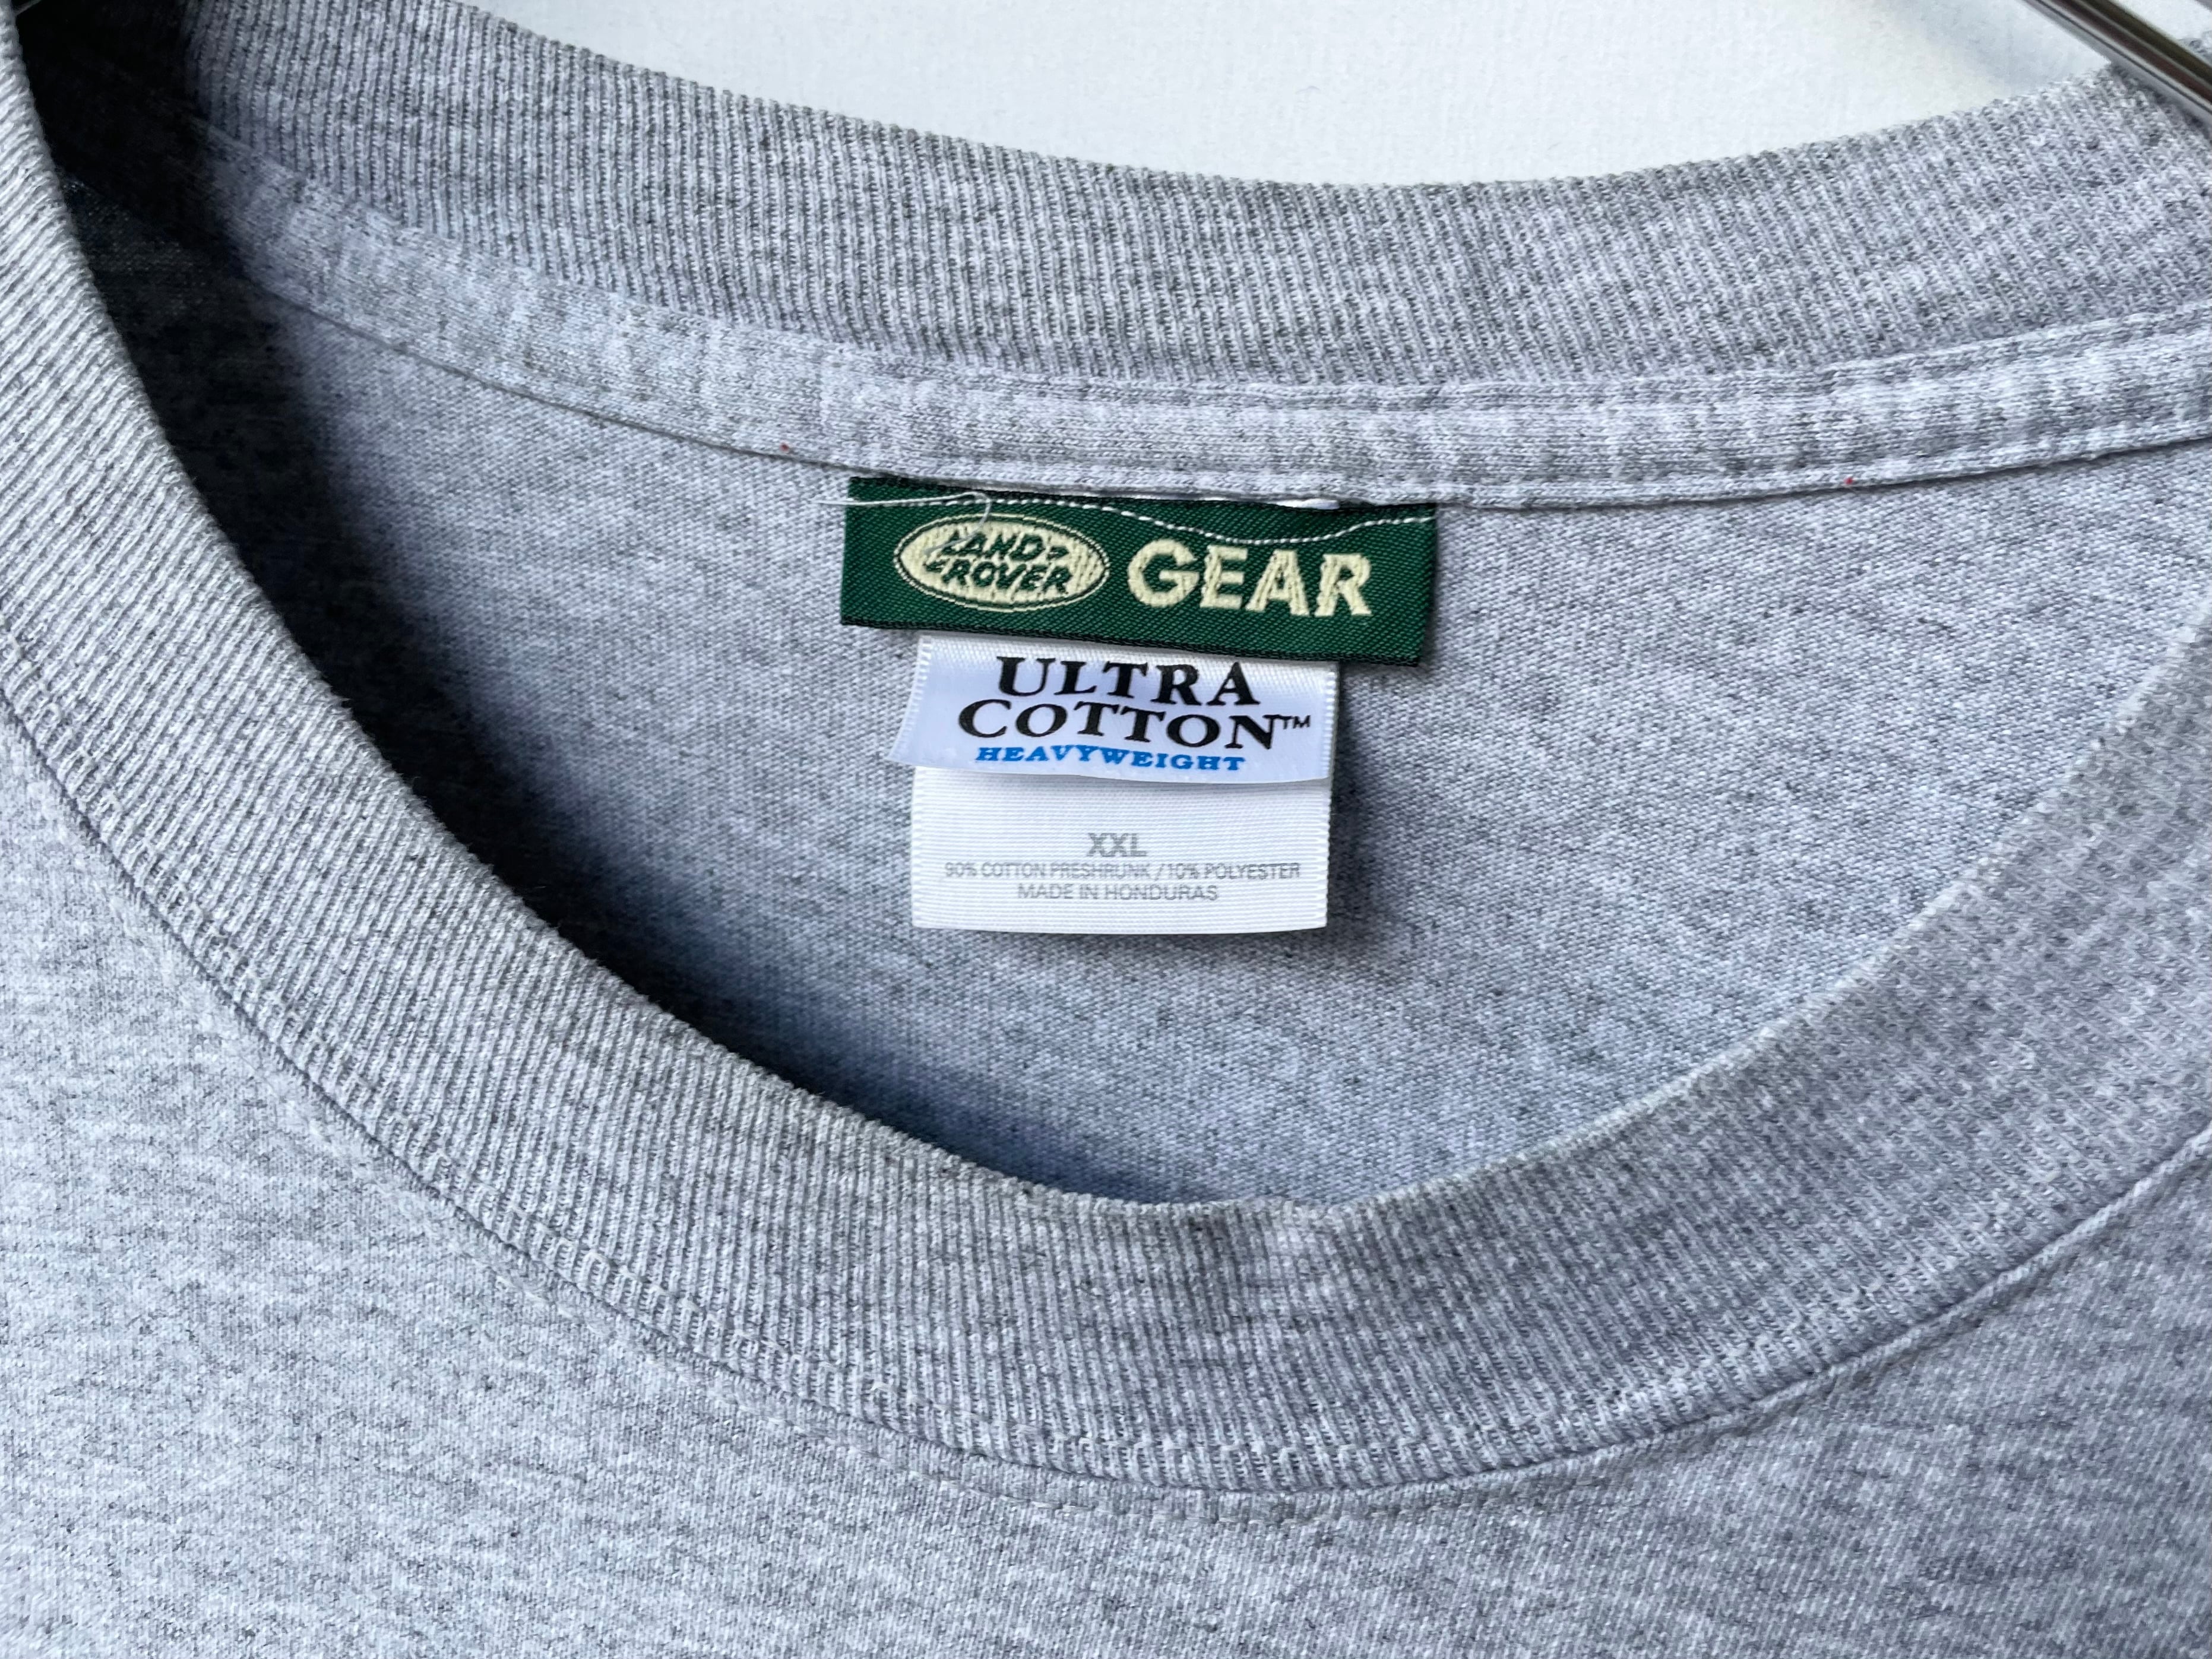 LAND-
ROVER GEAR
ULTRA
COTTON™
HEAVYWEIGHT
XXL
90% COTTON PRESHRUNK / 10% POLYESTER
MADE IN HONDURAS